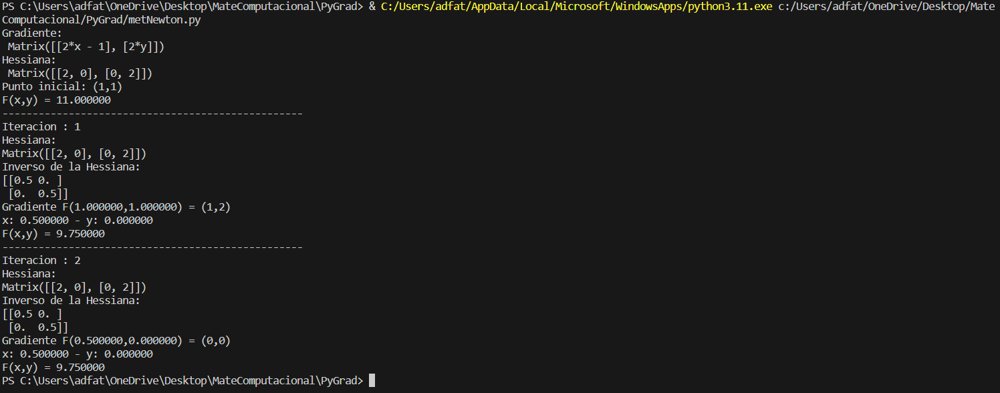 PS C:\Users\adfat\OneDrive\Desktop\MateComputacional\PyGrad> & C:/Users/adfat/AppData/Local/Microsoft/WindowsApps/python3.11.exe c:/Users/adfat/OneDrive/Desktop/Mate
Computacional/PyGrad/metNewton.py
Gradiente:
 Matrix([[2*x - 1], [2*y]])
Hessiana:
 Matrix([[2, 0], [0, 2]])
Punto inicial: (1,1)
F(x,y) = 11.000000
--------------------------------------------------
Iteracion : 1
Hessiana:
Matrix([[2, 0], [0, 2]])
Inverso de la Hessiana:
[[0.5 0. ]
 [0.  0.5]]
Gradiente F(1.000000,1.000000) = (1,2)
x: 0.500000 - y: 0.000000
F(x,y) = 9.750000
--------------------------------------------------
Iteracion : 2
Hessiana:
Matrix([[2, 0], [0, 2]])
Inverso de la Hessiana:
[[0.5 0. ]
 [0.  0.5]]
Gradiente F(0.500000,0.000000) = (0,0)
x: 0.500000 - y: 0.000000
F(x,y) = 9.750000
PS C:\Users\adfat\OneDrive\Desktop\MateComputacional\PyGrad>